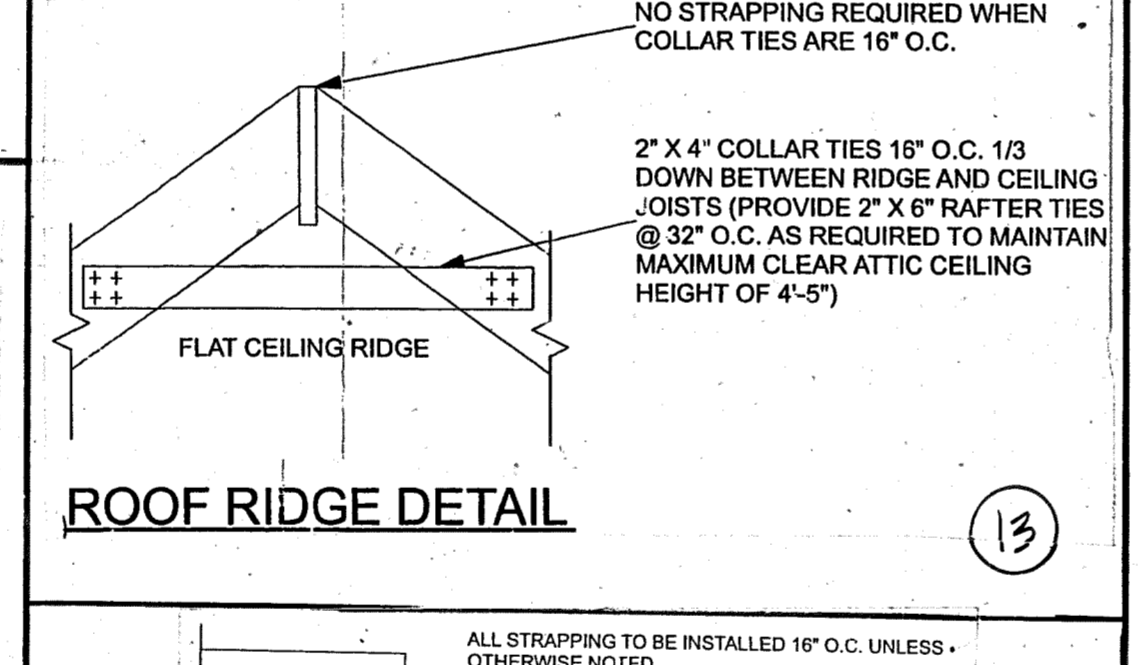 NO STRAPPING REQUIRED WHEN
COLLAR TIES ARE 16" O.C.
2" X 4" COLLAR TIES 16" O.C. 1/3
DOWN BETWEEN RIDGE AND CEILING
JOISTS (PROVIDE 2" X 6" RAFTER TIES
@ 32" O.C. AS REQUIRED TO MAINTAIN
MAXIMUM CLEAR ATTIC CEILING
HEIGHT OF 4'-5")
FLAT CEILING RIDGE
ROOF RIDGE DETAIL
13
ALL STRAPPING TO BE INSTALLED 16" O.C. UNLESS
OTHERWISE NOTED